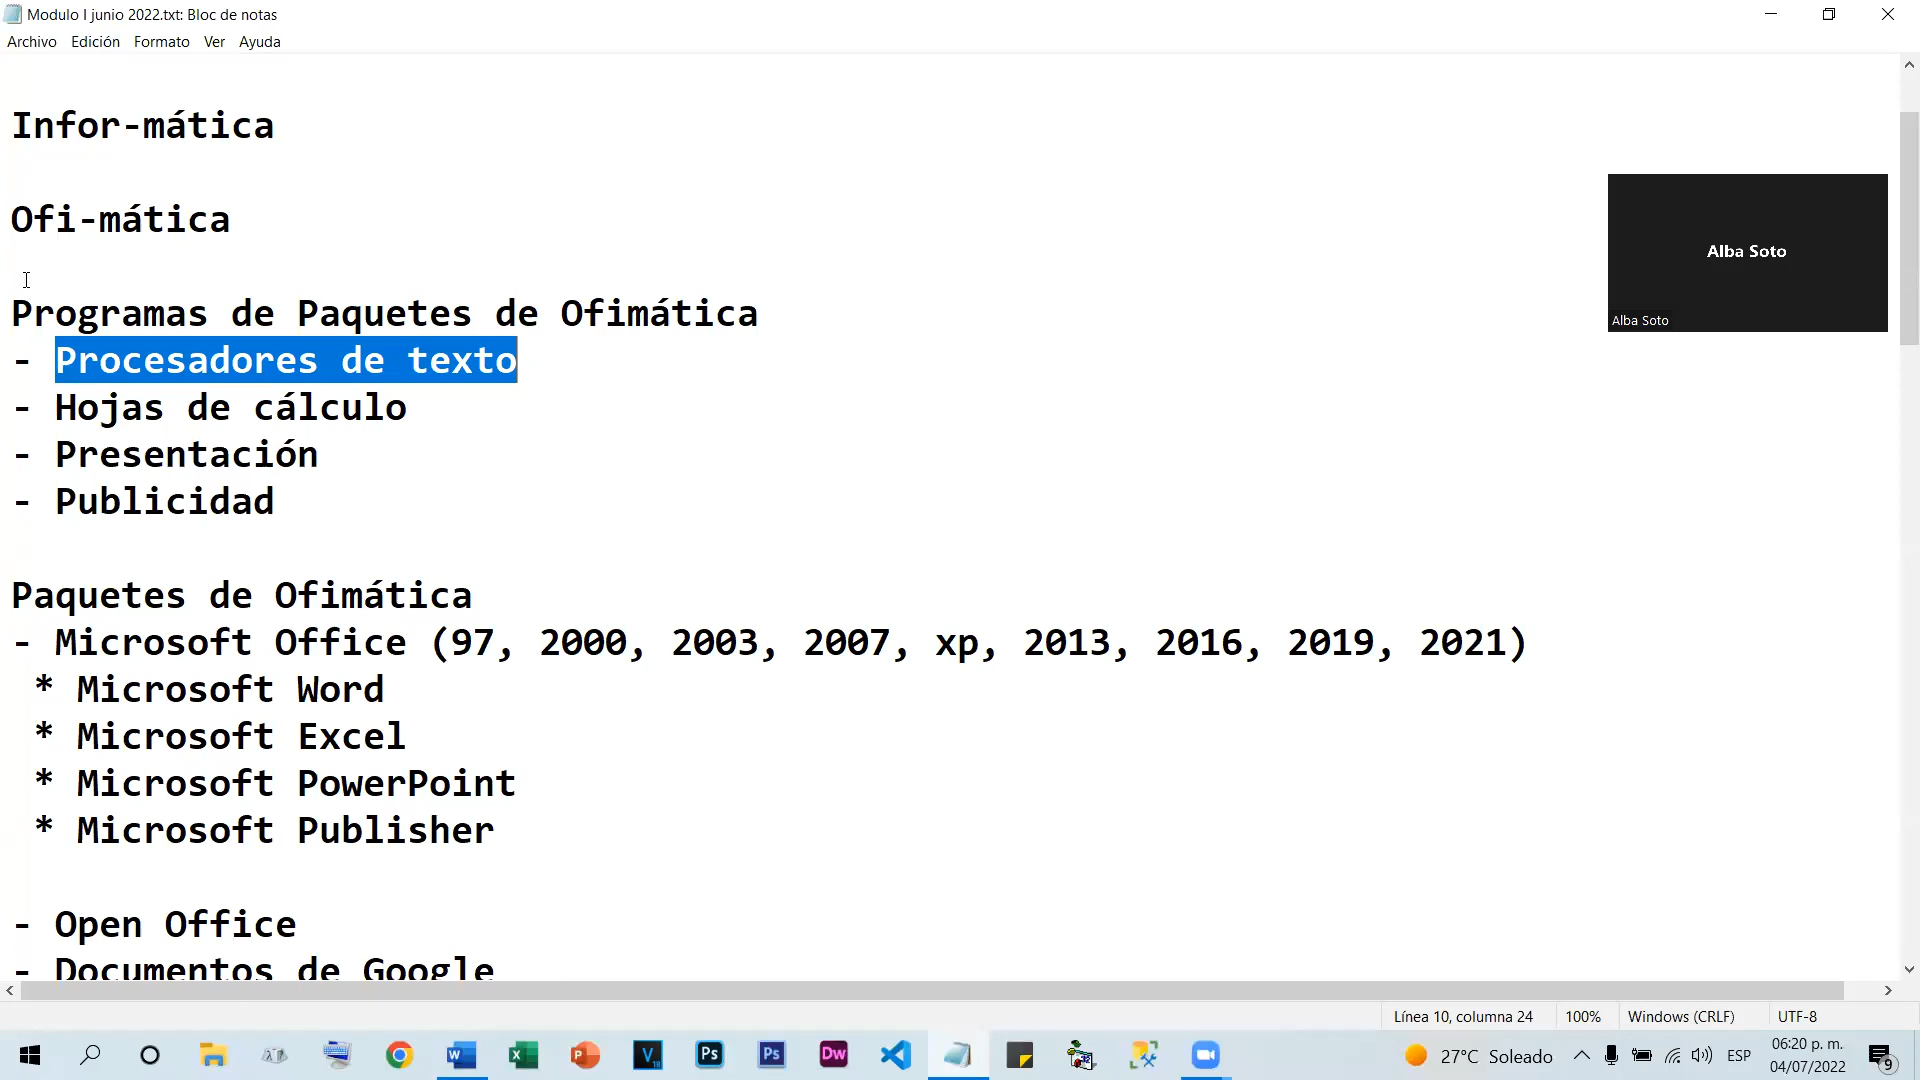 Modulo I junio 2022.txt: Bloc de notas
Archivo Edición Formato Ver Ayuda
Infor-mática
Ofi-mática
Alba Soto
Alba Soto
Programas de Paquetes de Ofimática
- Procesadores de texto
- Hojas de cálculo
- Presentación
- Publicidad
Paquetes de Ofimática
- Microsoft Office (97, 2000, 2003, 2007, xp, 2013, 2016, 2019, 2021)
* Microsoft Word
* Microsoft Excel
* Microsoft PowerPoint
* Microsoft Publisher
- Open Office
- Documentos de Google
Línea 10, columna 24 100% Windows (CRLF) UTF-8
27°C Soleado ESP 06:20 p. m.
04/07/2022 9